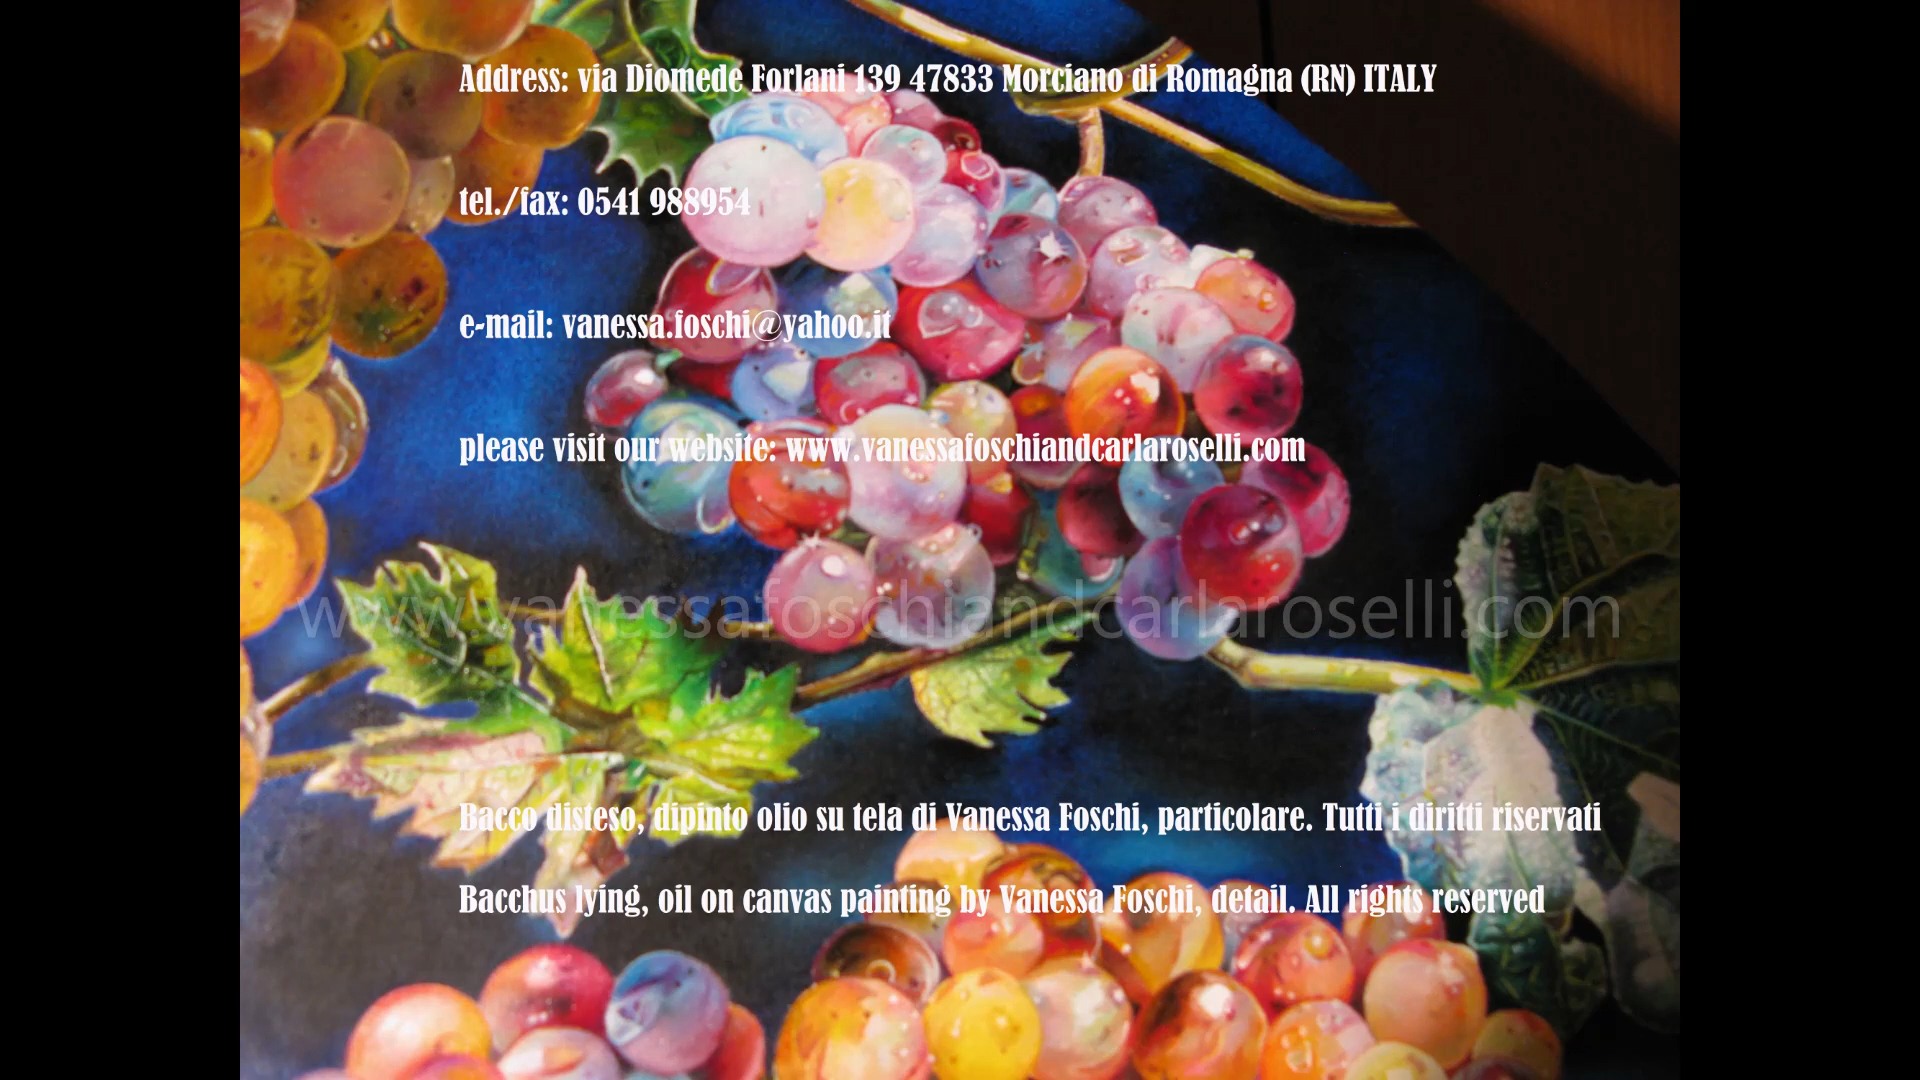 Address: via Diomede Forlani 139 47833 Morciano di Romagna (RN) ITALY
tel./fax: 0541 988954
e-mail: vanessa.foschi@yahoo.it
please visit our website: www.vanessafoschiandcarlaroselli.com
www.vanessafoschiandcarlaroselli.com
Bacco disteso, dipinto olio su tela di Vanessa Foschi, particolare. Tutti i diritti riservati
Bacchus lying, oil on canvas painting by Vanessa Foschi, detail. All rights reserved